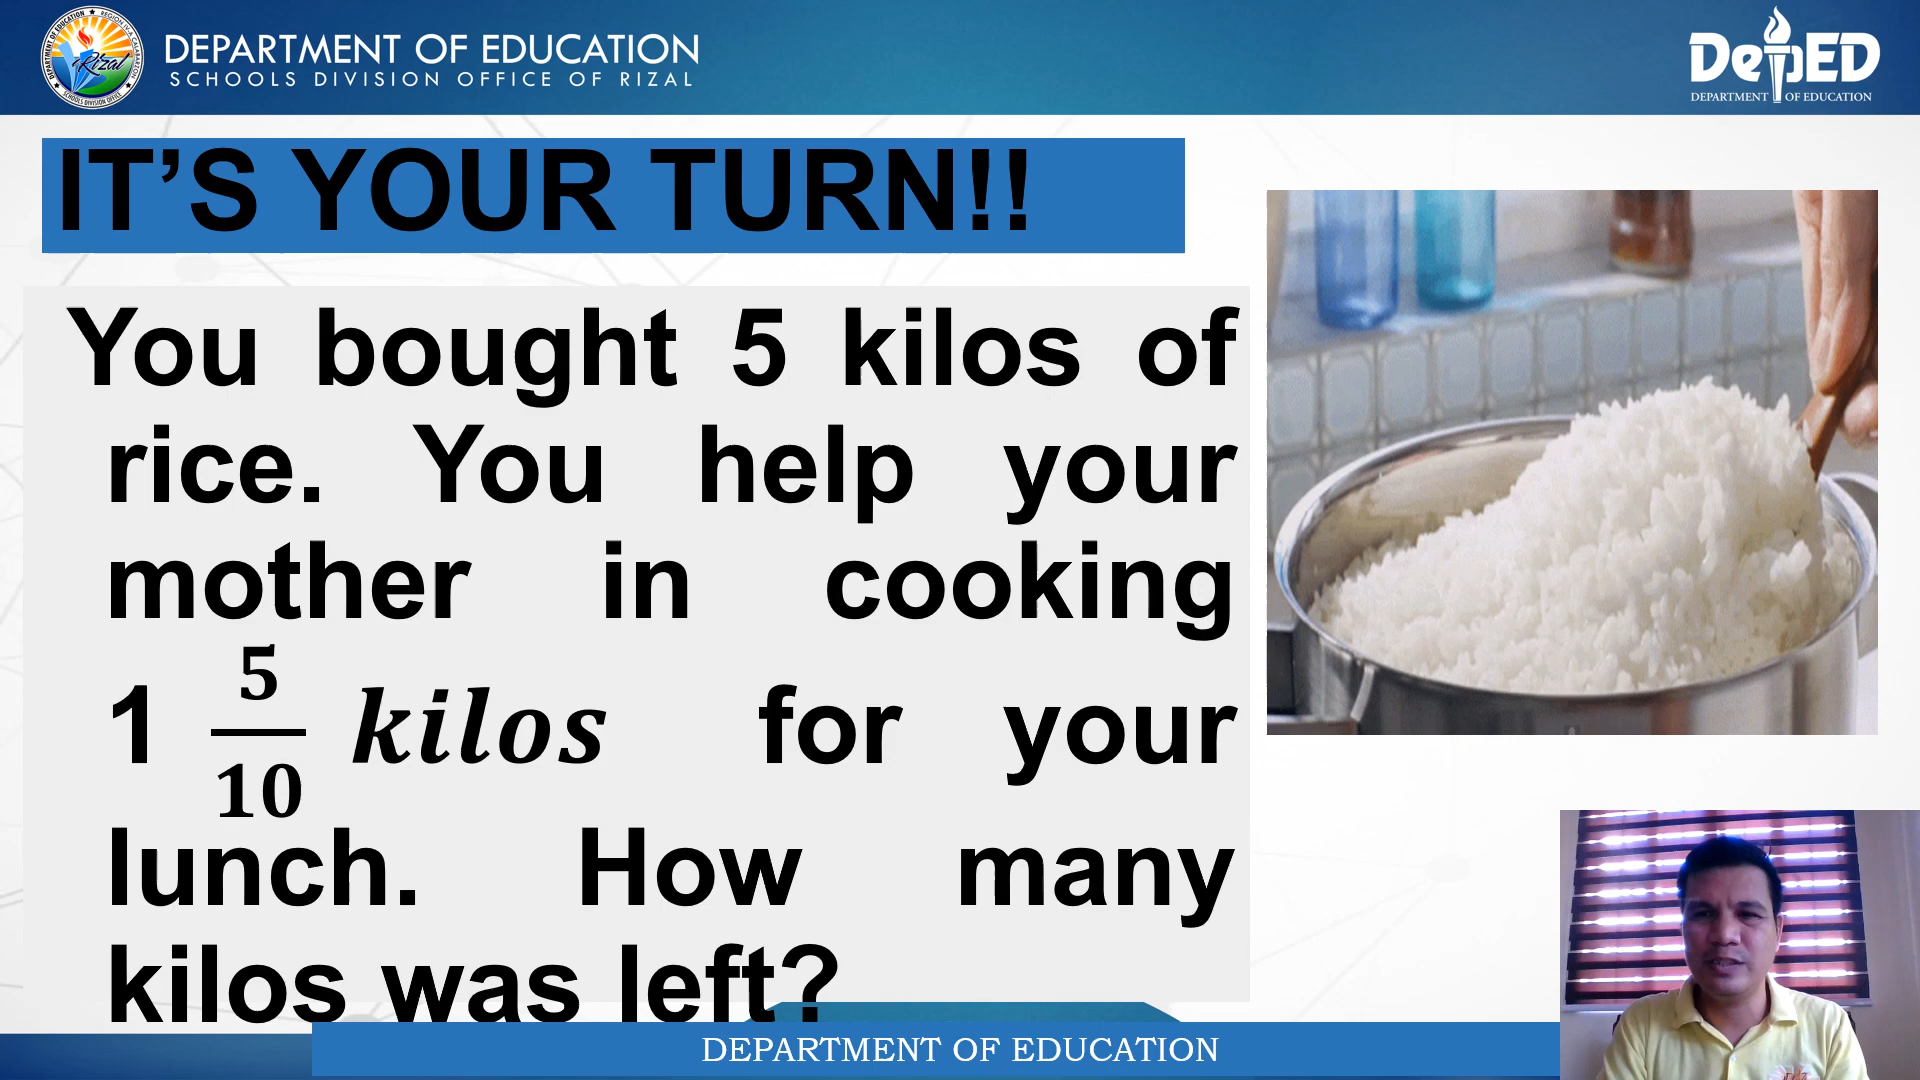 DEPARTMENT OF EDUCATION
SCHOOLS DIVISION OFFICE OF RIZAL
Rizal
DepED
DEPARTMENT OF EDUCATION
IT’S YOUR TURN!!
You bought 5 kilos of
rice. You help your
mother in cooking
1 5/10 kilos for your
lunch. How many
kilos was left?
DEPARTMENT OF EDUCATION